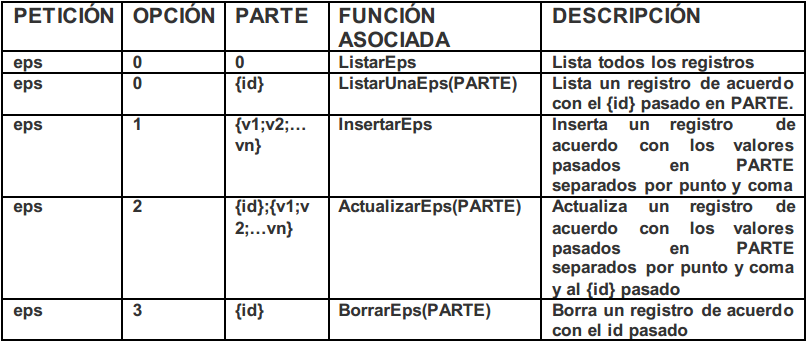 PETICIÓN OPCIÓN PARTE FUNCIÓN ASOCIADA DESCRIPCIÓN
eps 0 0 ListarEps Lista todos los registros
eps 0 {id} ListarUnaEps(PARTE) Lista un registro de acuerdo
con el {id} pasado en PARTE.
eps 1 {v1;v2;…
vn} InsertarEps Inserta un registro de
acuerdo con los valores
pasados en PARTE
separados por punto y coma
eps 2 {id};{v1;v
2;…vn} ActualizarEps(PARTE) Actualiza un registro de
acuerdo con los valores
pasados en PARTE
separados por punto y coma
y al {id} pasado
eps 3 {id} BorrarEps(PARTE) Borra un registro de acuerdo
con el id pasado